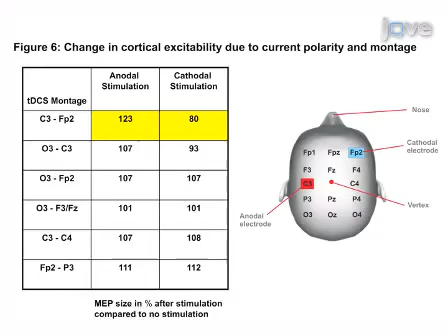 jove
Figure 6: Change in cortical excitability due to current polarity and montage
tDCS Montage Anodal Stimulation Cathodal Stimulation
C3 - Fp2 123 80
O3 - C3 107 93
O3 - Fp2 107 107
O3 - F3/Fz 101 101
C3 - C4 107 108
Fp2 - P3 111 112
MEP size in % after stimulation
compared to no stimulation
Nose
Cathodal
electrode
Fp1 Fpz Fp2
F3 Fz F4
C3 C4
Vertex
P3 Pz P4
Anodal
electrode
O3 Oz O4